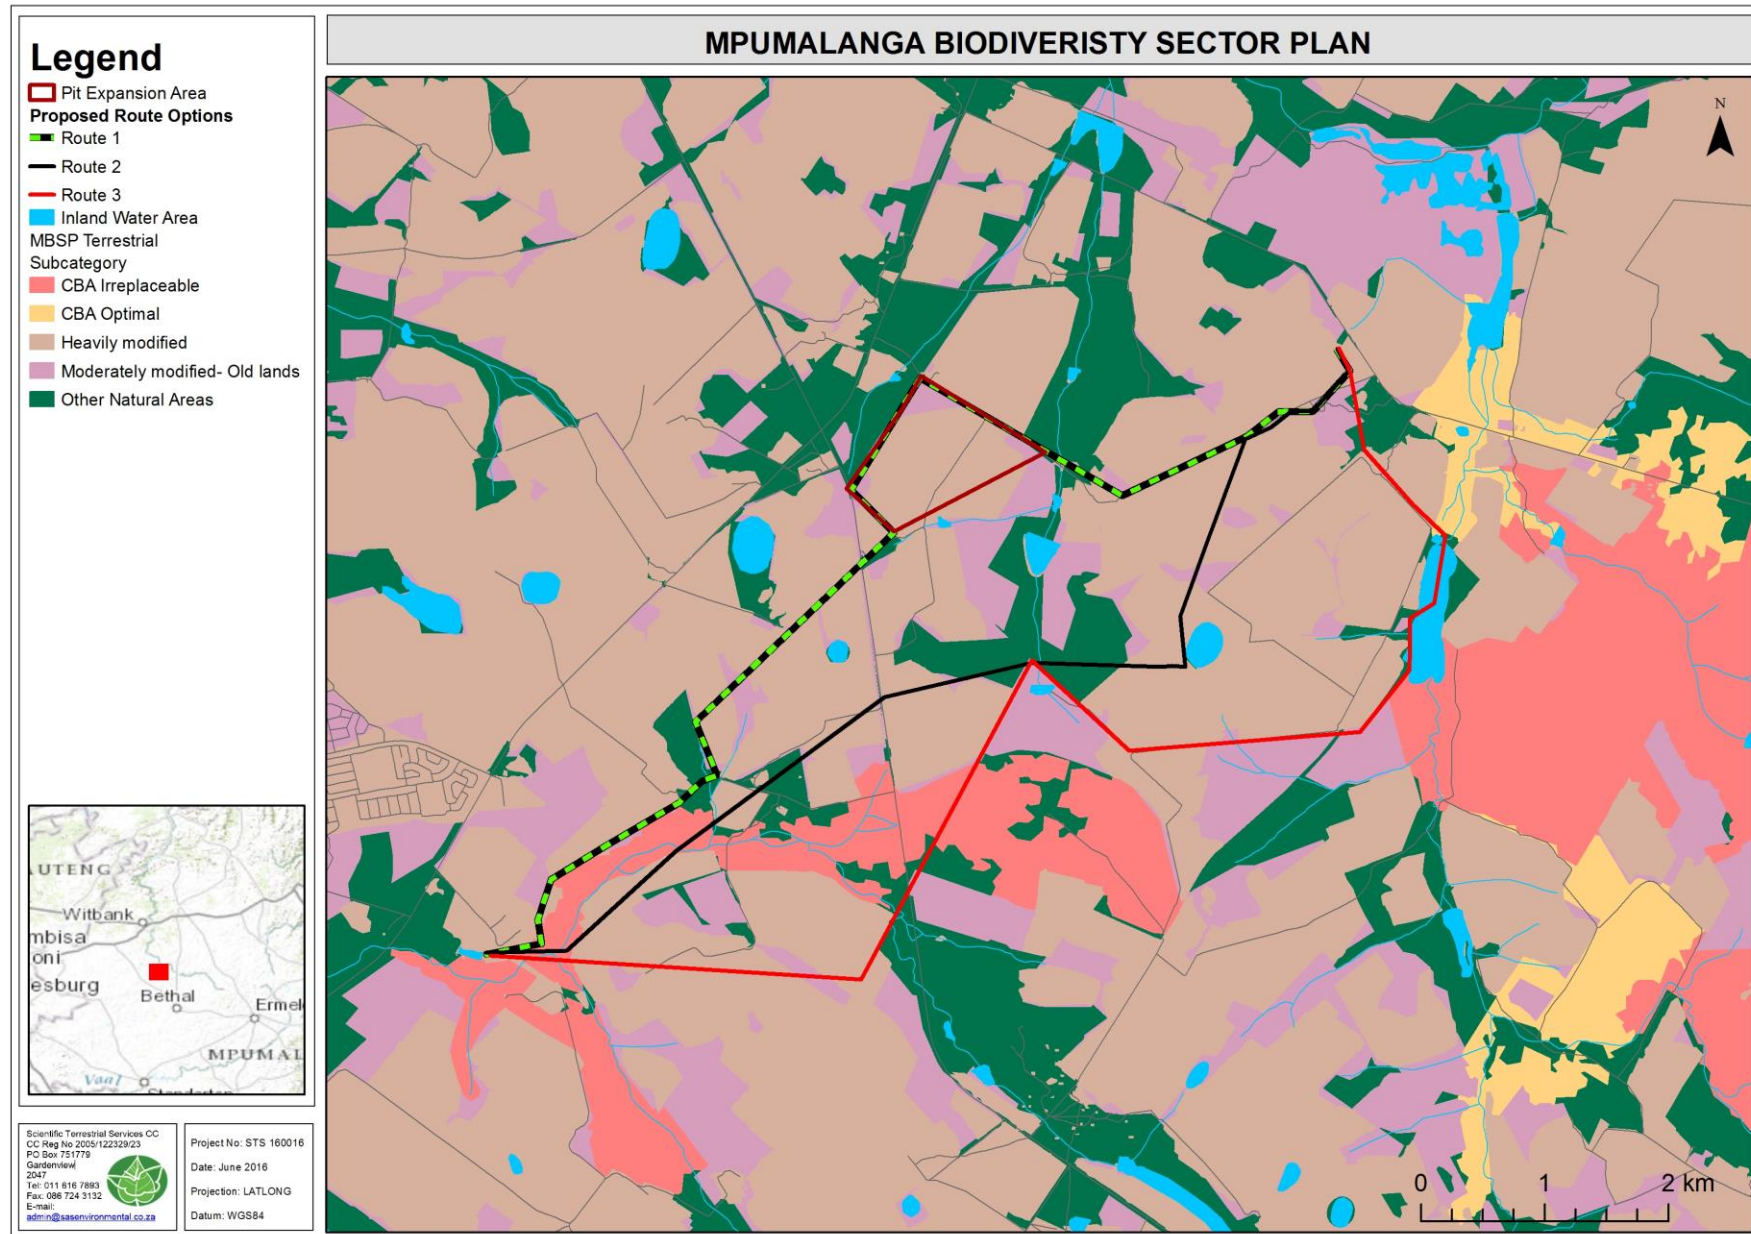 MPUMALANGA BIODIVERISTY SECTOR PLAN
Legend
Pit Expansion Area
Proposed Route Options
Route 1
Route 2
Route 3
Inland Water Area
MBSP Terrestrial
Subcategory
CBA Irreplaceable
CBA Optimal
Heavily modified
Moderately modified- Old lands
Other Natural Areas
N
AUTENG
Witbank
mbisa
oni
esburg
Bethal
Ermel
MPUMAL
Vaal
Standerton
Scientific Terrestrial Services CC
CC Reg No 2005/122329/23
PO Box 751779
Gardenview
2047
Tel: 011 616 7893
Fax: 086 724 3132
E-mail:
admin@sasenvironmental.co.za
Project No: STS 160016
Date: June 2016
Projection: LATLONG
Datum: WGS84
0 1 2 km